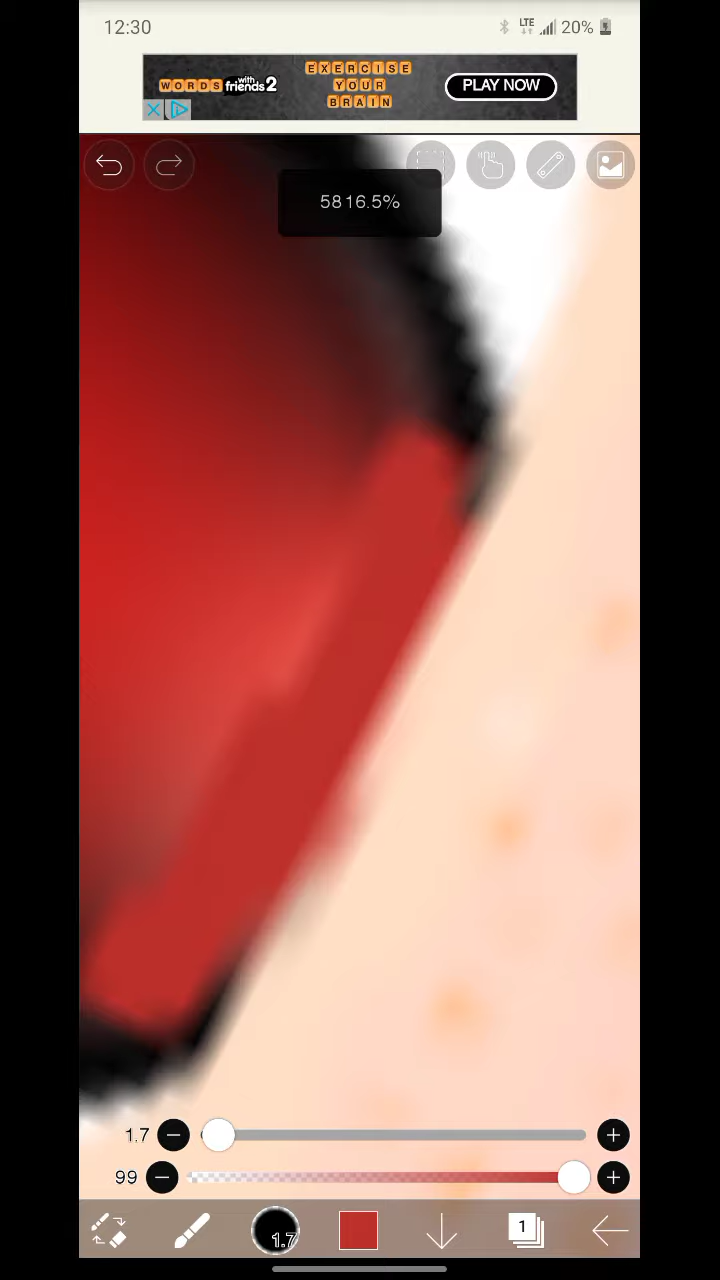 12:30
LTE
20%
WORDS with friends 2
EXERCISE
YOUR
BRAIN
PLAY NOW
5816.5%
1.7
99
1.7
1